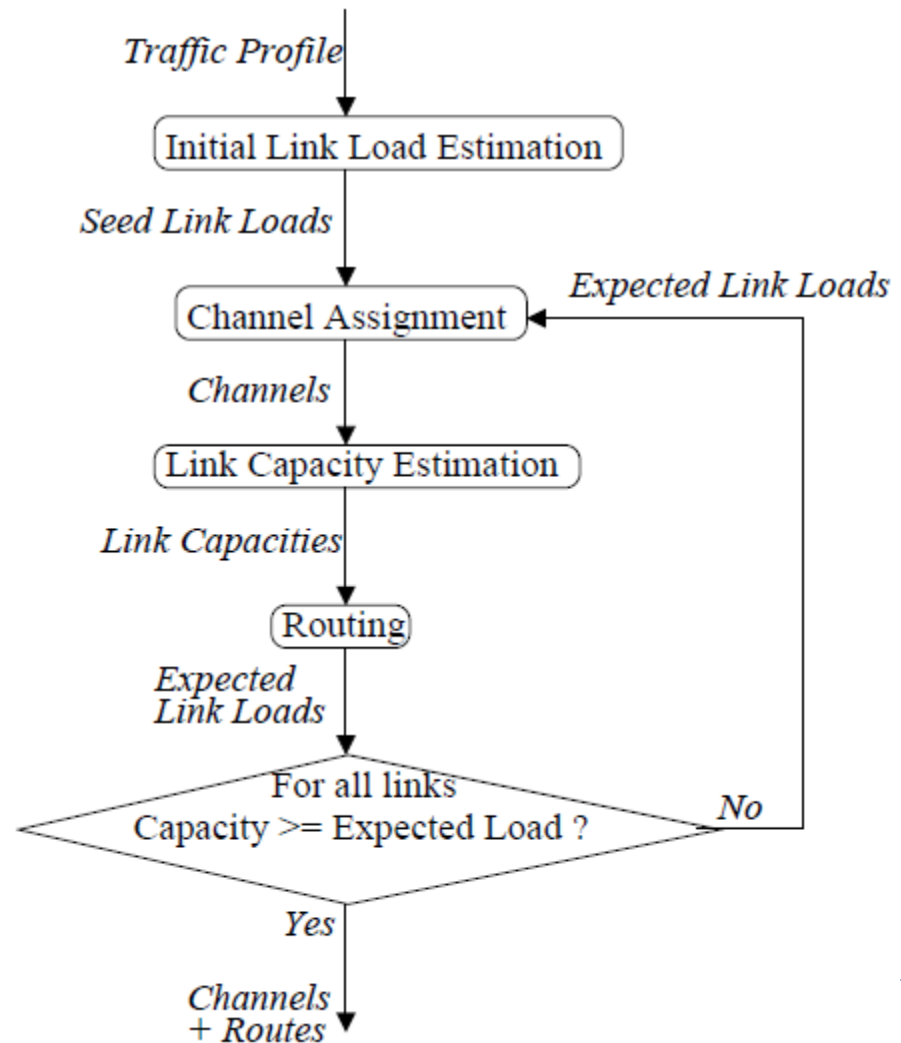 Traffic Profile
Initial Link Load Estimation
Seed Link Loads
Expected Link Loads
Channel Assignment
Channels
Link Capacity Estimation
Link Capacities
Routing
Expected
Link Loads
For all links
Capacity >= Expected Load ?
No
Yes
Channels
+ Routes